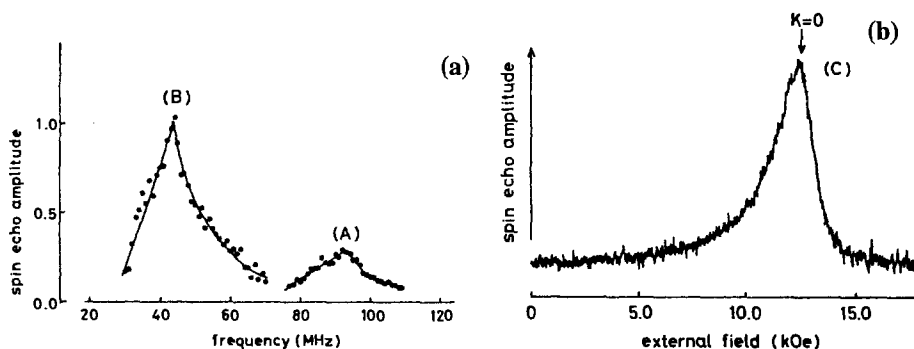 (a)
(B)
(A)
1.0
0.5
0.0
spin echo amplitude
20 40 60 80 100 120
frequency (MHz)
K=0
(b)
(C)
spin echo amplitude
0 5.0 10.0 15.0
external field (kOe)